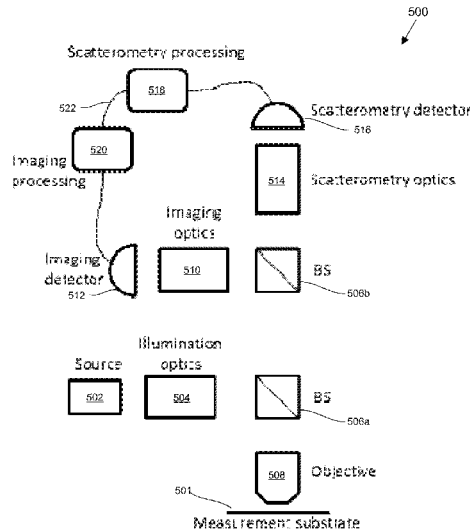 500
Scatterometry processing
518
522
Scatterometry detector
516
520
Imaging
processing
514
Scatterometry optics
Imaging
optics
Imaging
detector
512
510
BS
506b
Illumination
optics
Source
502
504
BS
506a
508
Objective
501
Measurement substrate